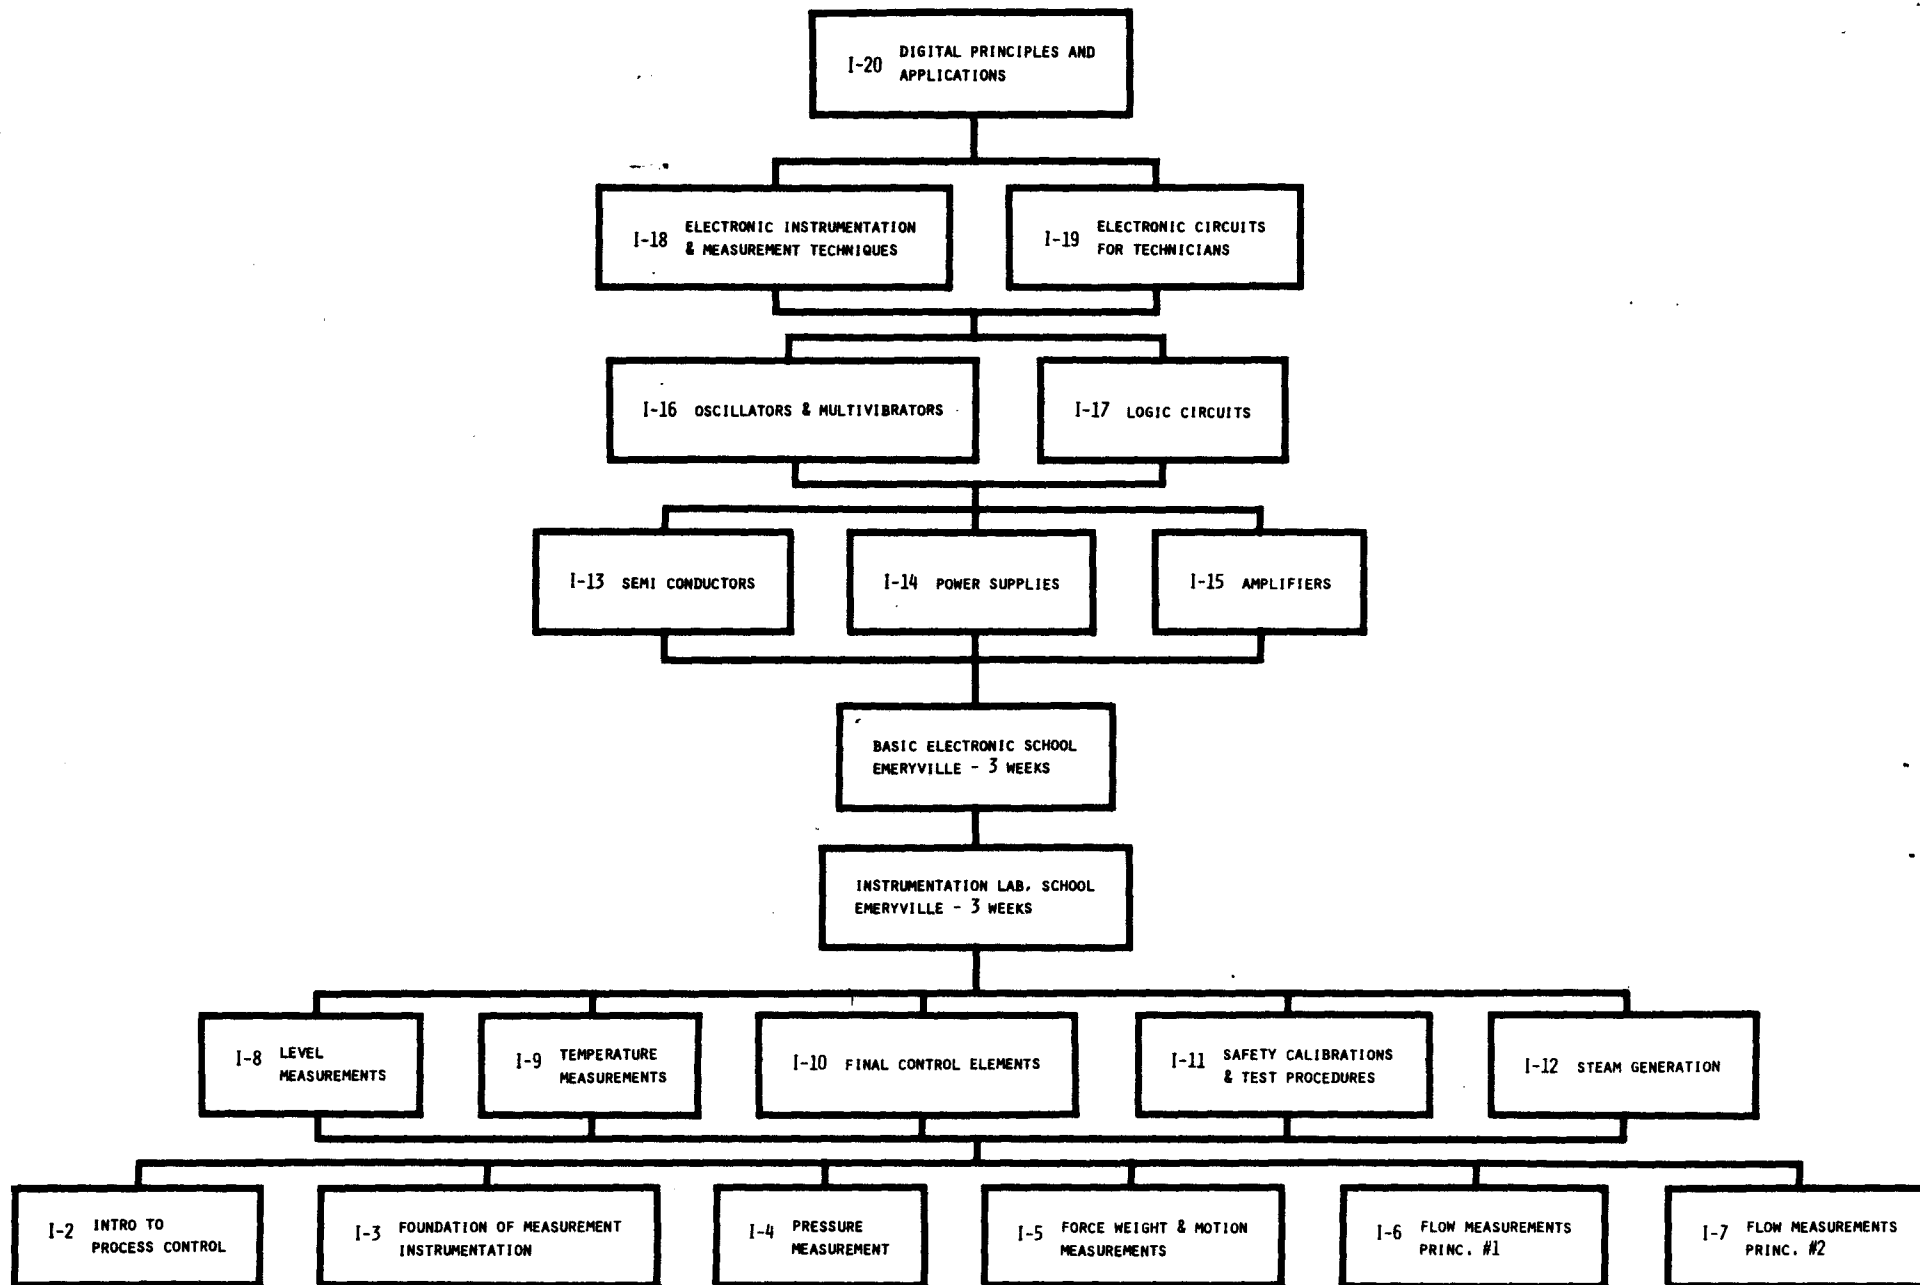 I-20 DIGITAL PRINCIPLES AND
APPLICATIONS
I-18 ELECTRONIC INSTRUMENTATION
& MEASUREMENT TECHNIQUES
I-19 ELECTRONIC CIRCUITS
FOR TECHNICIANS
I-16 OSCILLATORS & MULTIVIBRATORS
I-17 LOGIC CIRCUITS
I-13 SEMI CONDUCTORS
I-14 POWER SUPPLIES
I-15 AMPLIFIERS
BASIC ELECTRONIC SCHOOL
EMERYVILLE - 3 WEEKS
INSTRUMENTATION LAB. SCHOOL
EMERYVILLE - 3 WEEKS
I-8 LEVEL
MEASUREMENTS
I-9 TEMPERATURE
MEASUREMENTS
I-10 FINAL CONTROL ELEMENTS
I-11 SAFETY CALIBRATIONS
& TEST PROCEDURES
I-12 STEAM GENERATION
I-2 INTRO TO
PROCESS CONTROL
I-3 FOUNDATION OF MEASUREMENT
INSTRUMENTATION
I-4 PRESSURE
MEASUREMENT
I-5 FORCE WEIGHT & MOTION
MEASUREMENTS
I-6 FLOW MEASUREMENTS
PRINC. #1
I-7 FLOW MEASUREMENTS
PRINC. #2